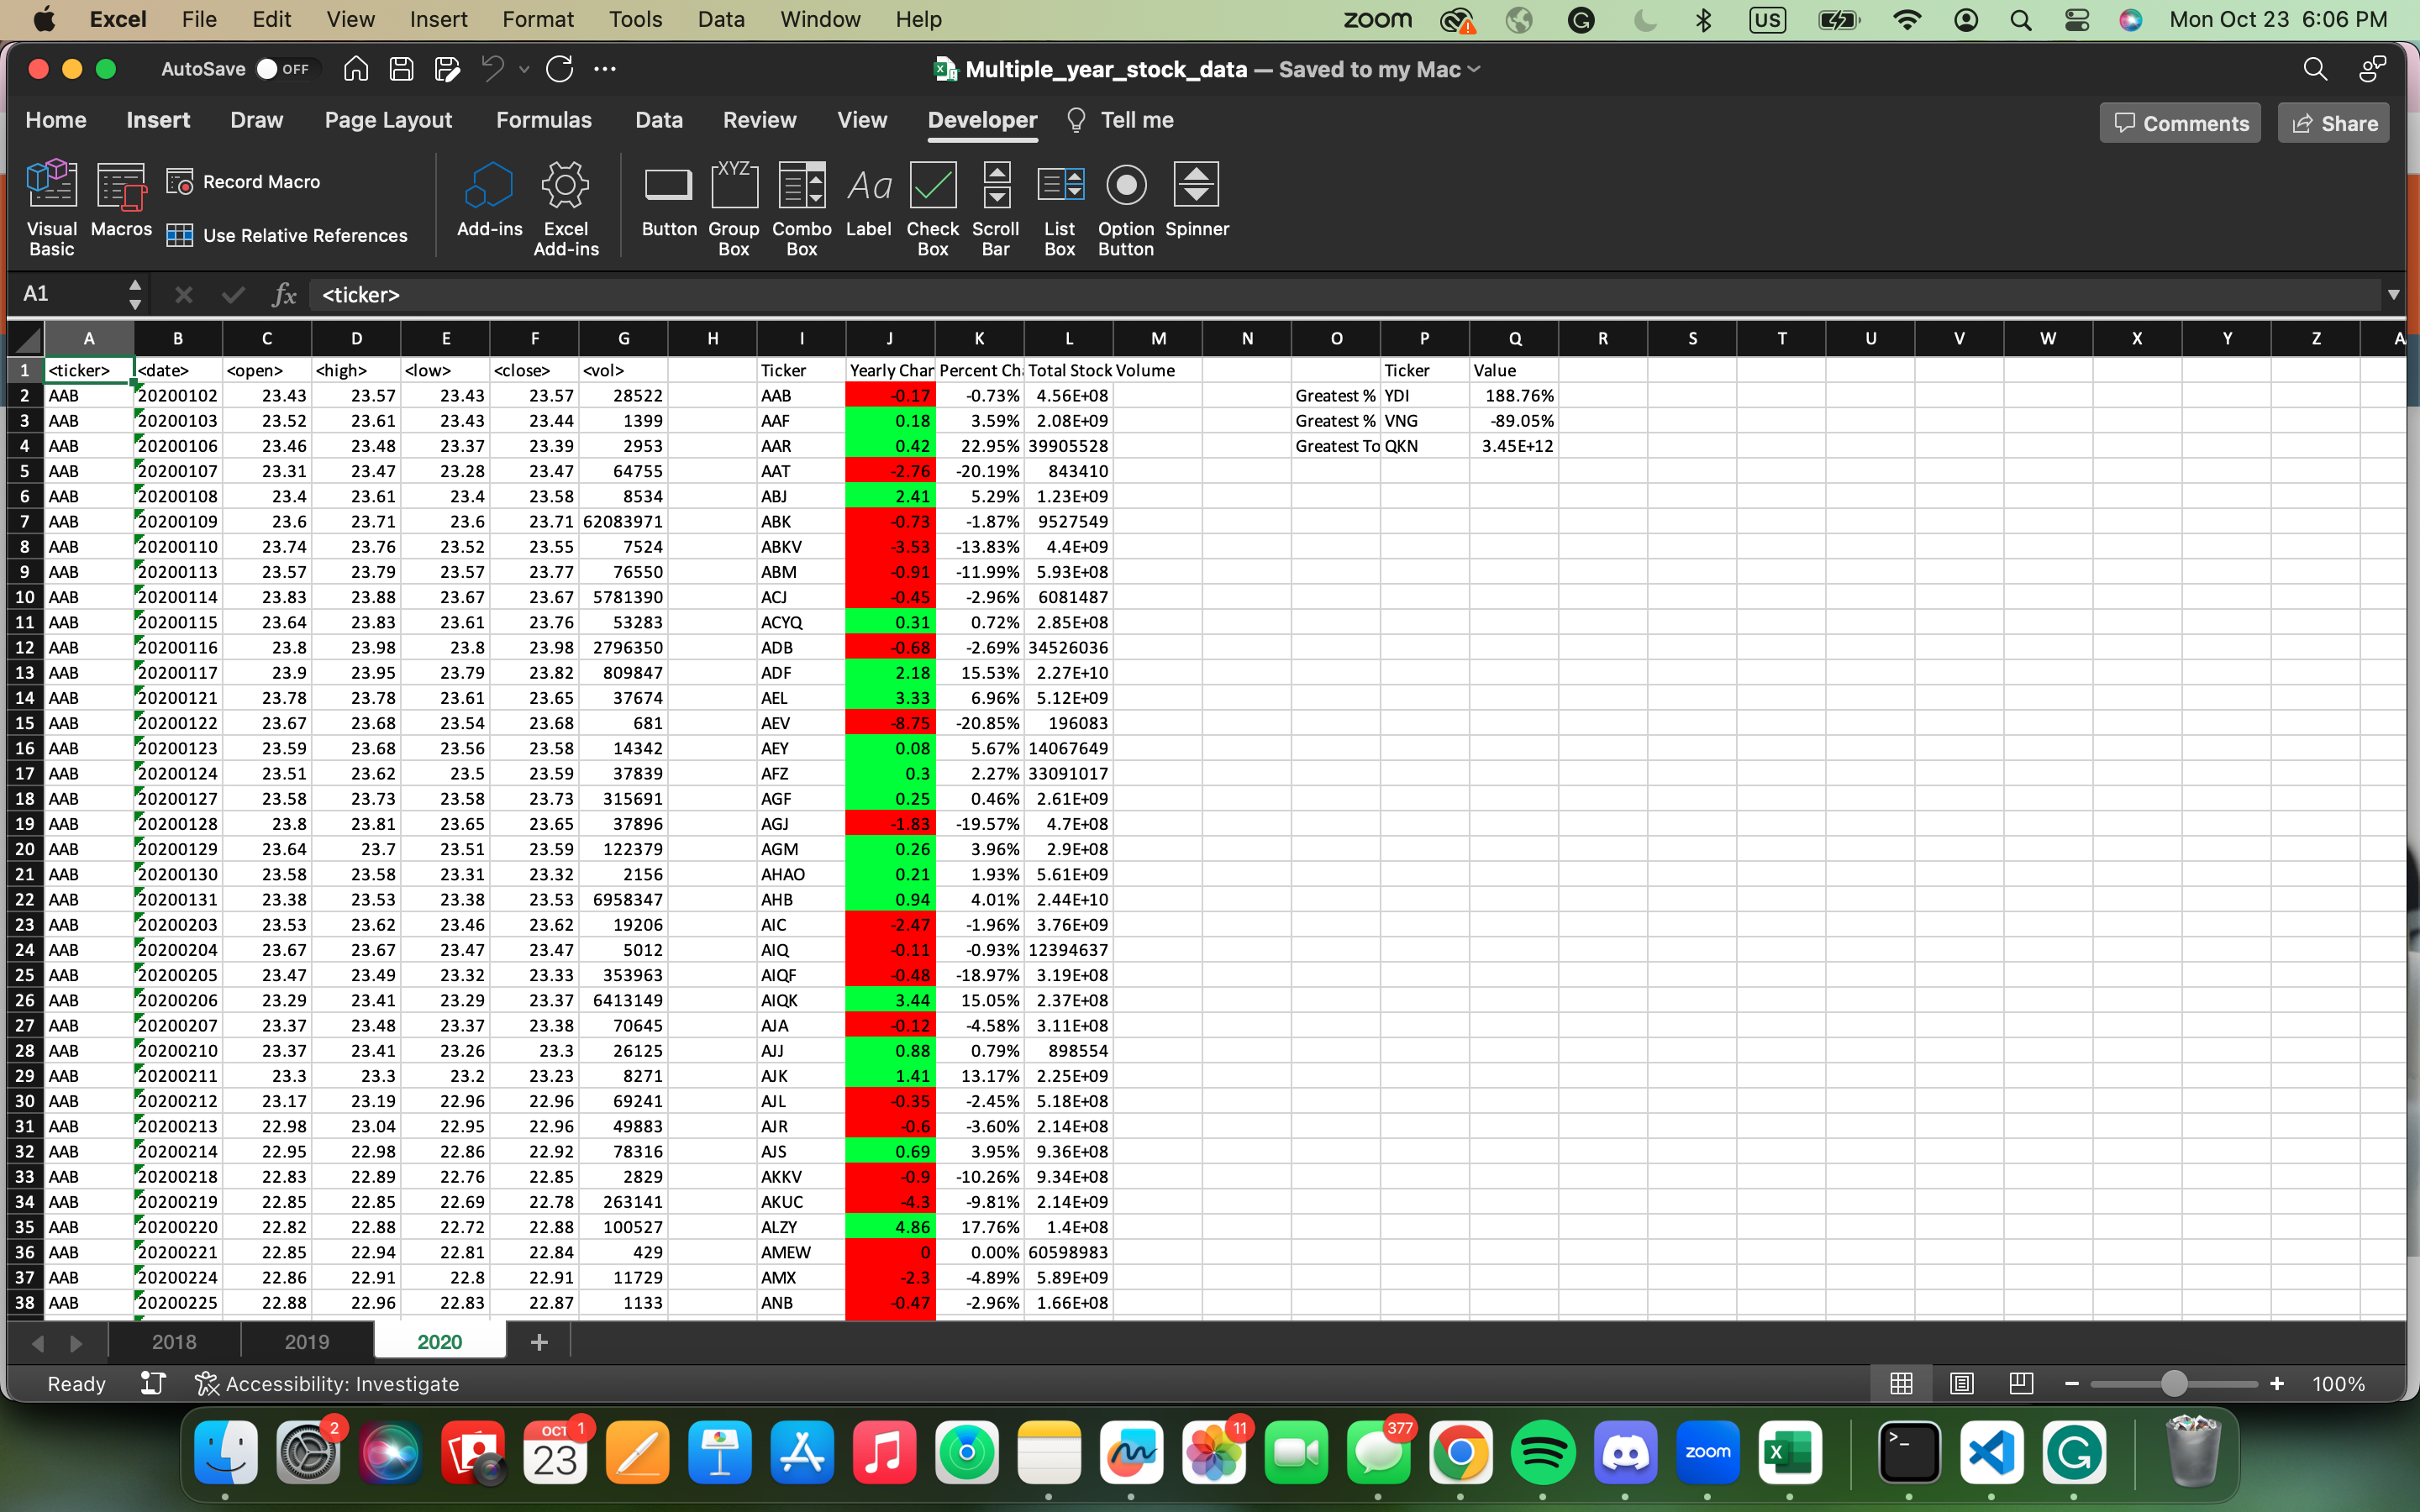 Excel File Edit View Insert Format Tools Data Window Help zoom US Mon Oct 23 6:06 PM
AutoSave OFF Multiple_year_stock_data — Saved to my Mac
Home Insert Draw Page Layout Formulas Data Review View Developer Tell me Comments Share
Visual Basic Macros Record Macro Use Relative References Add-ins Excel Add-ins Button XYZ Group Box Combo Box Aa Label Check Box Scroll Bar List Box Option Button Spinner
A1 fx <ticker>
A B C D E F G H I J K L M N O P Q R S T U V W X Y Z A
1 <ticker> <date> <open> <high> <low> <close> <vol> Ticker Yearly Char Percent Ch Total Stock Volume Ticker Value
2 AAB 20200102 23.43 23.57 23.43 23.57 28522 AAB -0.17 -0.73% 4.56E+08 Greatest % YDI 188.76%
3 AAB 20200103 23.52 23.61 23.43 23.44 1399 AAF 0.18 3.59% 2.08E+09 Greatest % VNG -89.05%
4 AAB 20200106 23.46 23.48 23.37 23.39 2953 AAR 0.42 22.95% 39905528 Greatest To QKN 3.45E+12
5 AAB 20200107 23.31 23.47 23.28 23.47 64755 AAT -2.76 -20.19% 843410
6 AAB 20200108 23.4 23.61 23.4 23.58 8534 ABJ 2.41 5.29% 1.23E+09
7 AAB 20200109 23.6 23.71 23.6 23.71 62083971 ABK -0.73 -1.87% 9527549
8 AAB 20200110 23.74 23.76 23.52 23.55 7524 ABKV -3.53 -13.83% 4.4E+09
9 AAB 20200113 23.57 23.79 23.57 23.77 76550 ABM -0.91 -11.99% 5.93E+08
10 AAB 20200114 23.83 23.88 23.67 23.67 5781390 ACJ -0.45 -2.96% 6081487
11 AAB 20200115 23.64 23.83 23.61 23.76 53283 ACYQ 0.31 0.72% 2.85E+08
12 AAB 20200116 23.8 23.98 23.8 23.98 2796350 ADB -0.68 -2.69% 34526036
13 AAB 20200117 23.9 23.95 23.79 23.82 809847 ADF 2.18 15.53% 2.27E+10
14 AAB 20200121 23.78 23.78 23.61 23.65 37674 AEL 3.33 6.96% 5.12E+09
15 AAB 20200122 23.67 23.68 23.54 23.68 681 AEV -8.75 -20.85% 196083
16 AAB 20200123 23.59 23.68 23.56 23.58 14342 AEY 0.08 5.67% 14067649
17 AAB 20200124 23.51 23.62 23.5 23.59 37839 AFZ 0.3 2.27% 33091017
18 AAB 20200127 23.58 23.73 23.58 23.73 315691 AGF 0.25 0.46% 2.61E+09
19 AAB 20200128 23.8 23.81 23.65 23.65 37896 AGJ -1.83 -19.57% 4.7E+08
20 AAB 20200129 23.64 23.7 23.51 23.59 122379 AGM 0.26 3.96% 2.9E+08
21 AAB 20200130 23.58 23.58 23.31 23.32 2156 AHAO 0.21 1.93% 5.61E+09
22 AAB 20200131 23.38 23.53 23.38 23.53 6958347 AHB 0.94 4.01% 2.44E+10
23 AAB 20200203 23.53 23.62 23.46 23.62 19206 AIC -2.47 -1.96% 3.76E+09
24 AAB 20200204 23.67 23.67 23.47 23.47 5012 AIQ -0.11 -0.93% 12394637
25 AAB 20200205 23.47 23.49 23.32 23.33 353963 AIQF -0.48 -18.97% 3.19E+08
26 AAB 20200206 23.29 23.41 23.29 23.37 6413149 AIQK 3.44 15.05% 2.37E+08
27 AAB 20200207 23.37 23.48 23.37 23.38 70645 AJA -0.12 -4.58% 3.11E+08
28 AAB 20200210 23.37 23.41 23.26 23.3 26125 AJJ 0.88 0.79% 898554
29 AAB 20200211 23.3 23.3 23.2 23.23 8271 AJK 1.41 13.17% 2.25E+09
30 AAB 20200212 23.17 23.19 22.96 22.96 69241 AJL -0.35 -2.45% 5.18E+08
31 AAB 20200213 22.98 23.04 22.95 22.96 49883 AJR -0.6 -3.60% 2.14E+08
32 AAB 20200214 22.95 22.98 22.86 22.92 78316 AJS 0.69 3.95% 9.36E+08
33 AAB 20200218 22.83 22.89 22.76 22.85 2829 AKKV -0.9 -10.26% 9.34E+08
34 AAB 20200219 22.85 22.85 22.69 22.78 263141 AKUC -4.3 -9.81% 2.14E+09
35 AAB 20200220 22.82 22.88 22.72 22.88 100527 ALZY 4.86 17.76% 1.4E+08
36 AAB 20200221 22.85 22.94 22.81 22.84 429 AMEW 0 0.00% 60598983
37 AAB 20200224 22.86 22.91 22.8 22.91 11729 AMX -2.3 -4.89% 5.89E+09
38 AAB 20200225 22.88 22.96 22.83 22.87 1133 ANB -0.47 -2.96% 1.66E+08
2018 2019 2020 +
Ready Accessibility: Investigate 100%
2 OCT 1 23 11 377 zoom X >_